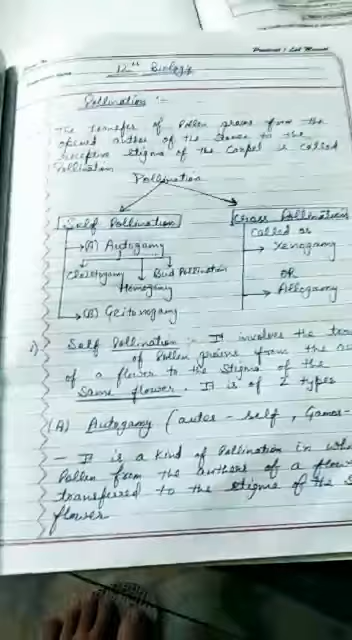 Practical / Lab Manual
12th Biology
Pollination :-
The transfer of Pollen grains from the
opened anther of the stamen to the
receptive stigma of the Carpel is called
Pollination
Pollination
Self Pollination
Cross Pollination
Called as
(A) Autogamy
Xenogamy
Cleistogamy
Bud Pollination
Homogamy
OR
Allogamy
(B) Geitonogamy
1) Self Pollination :- It involves the
of Pollen grains from the
of a flower to the Stigma of the
Same flower. It is of 2 types
(A) Autogamy ( autos - self , Gamos -
- It is a kind of Pollination in
Pollen from the anthers of a
transferred to the stigma of the
flower